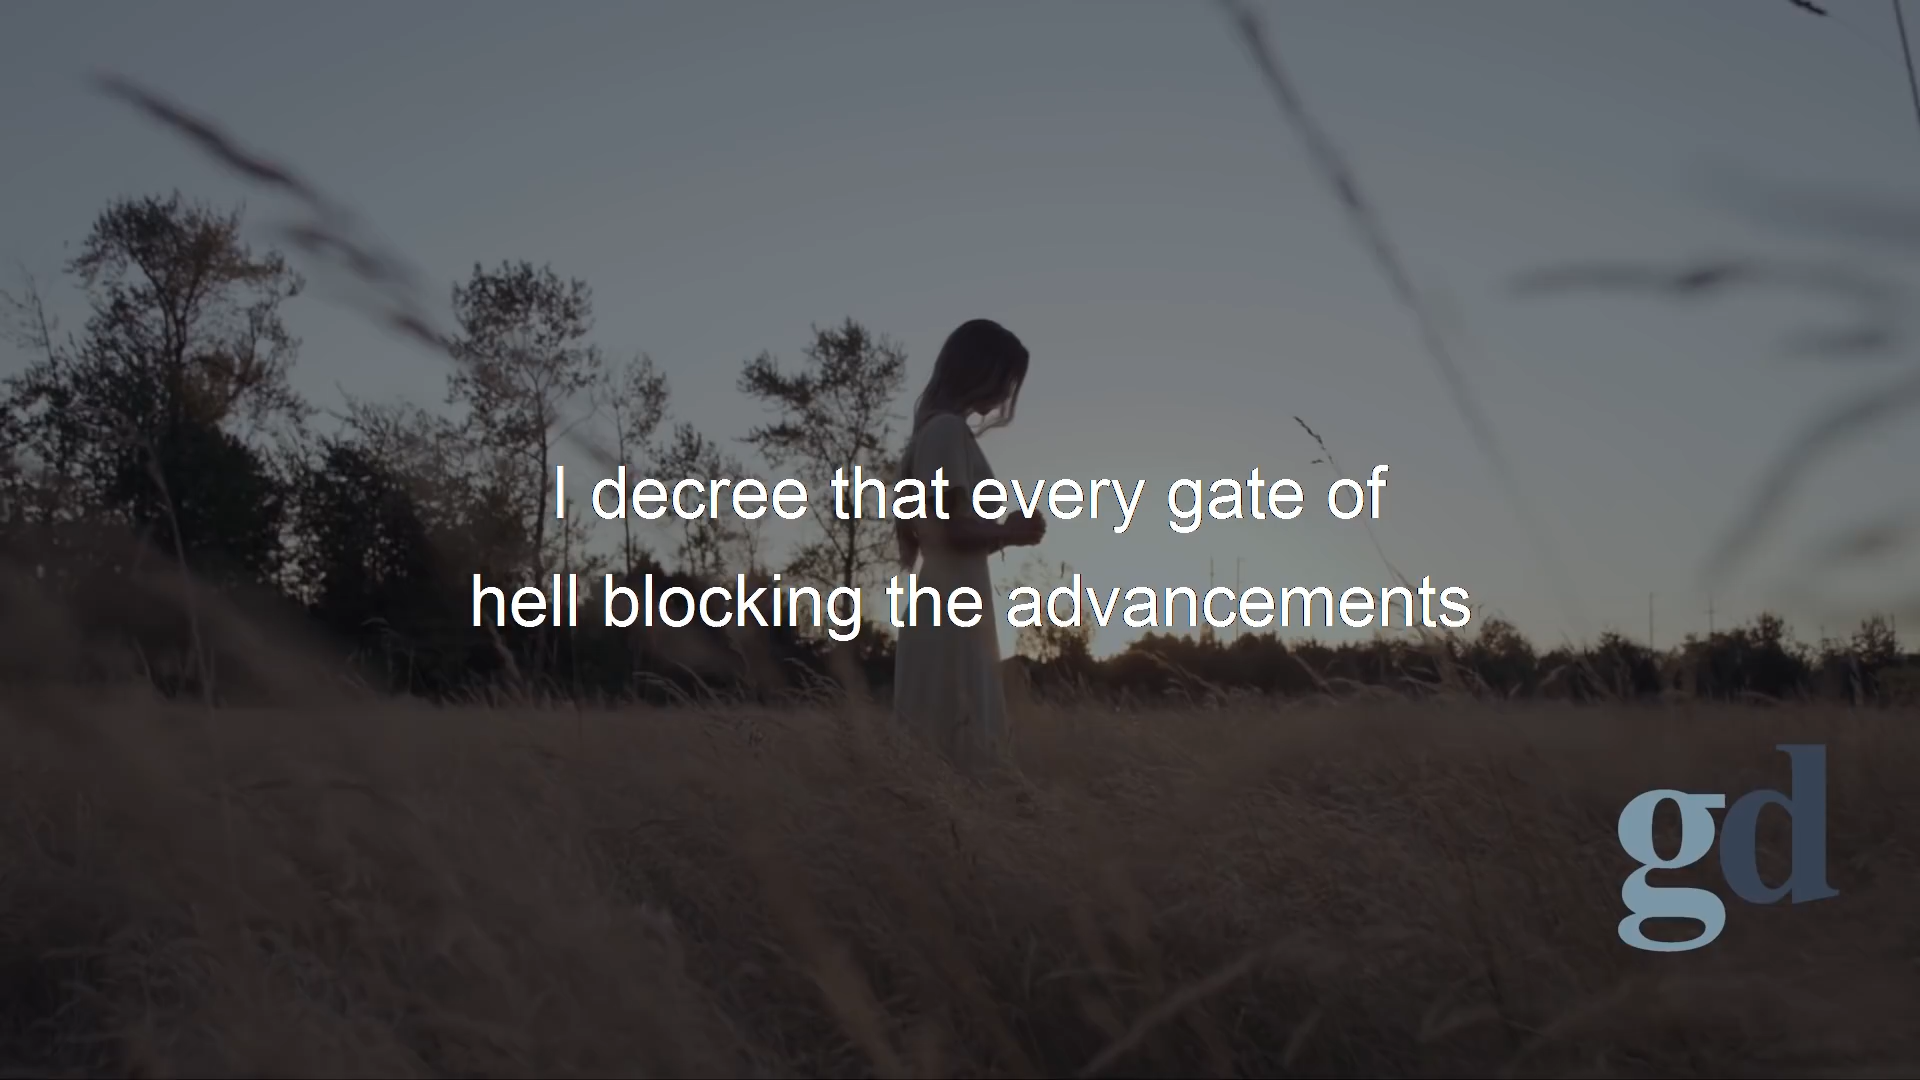 I decree that every gate of
hell blocking the advancements
gd